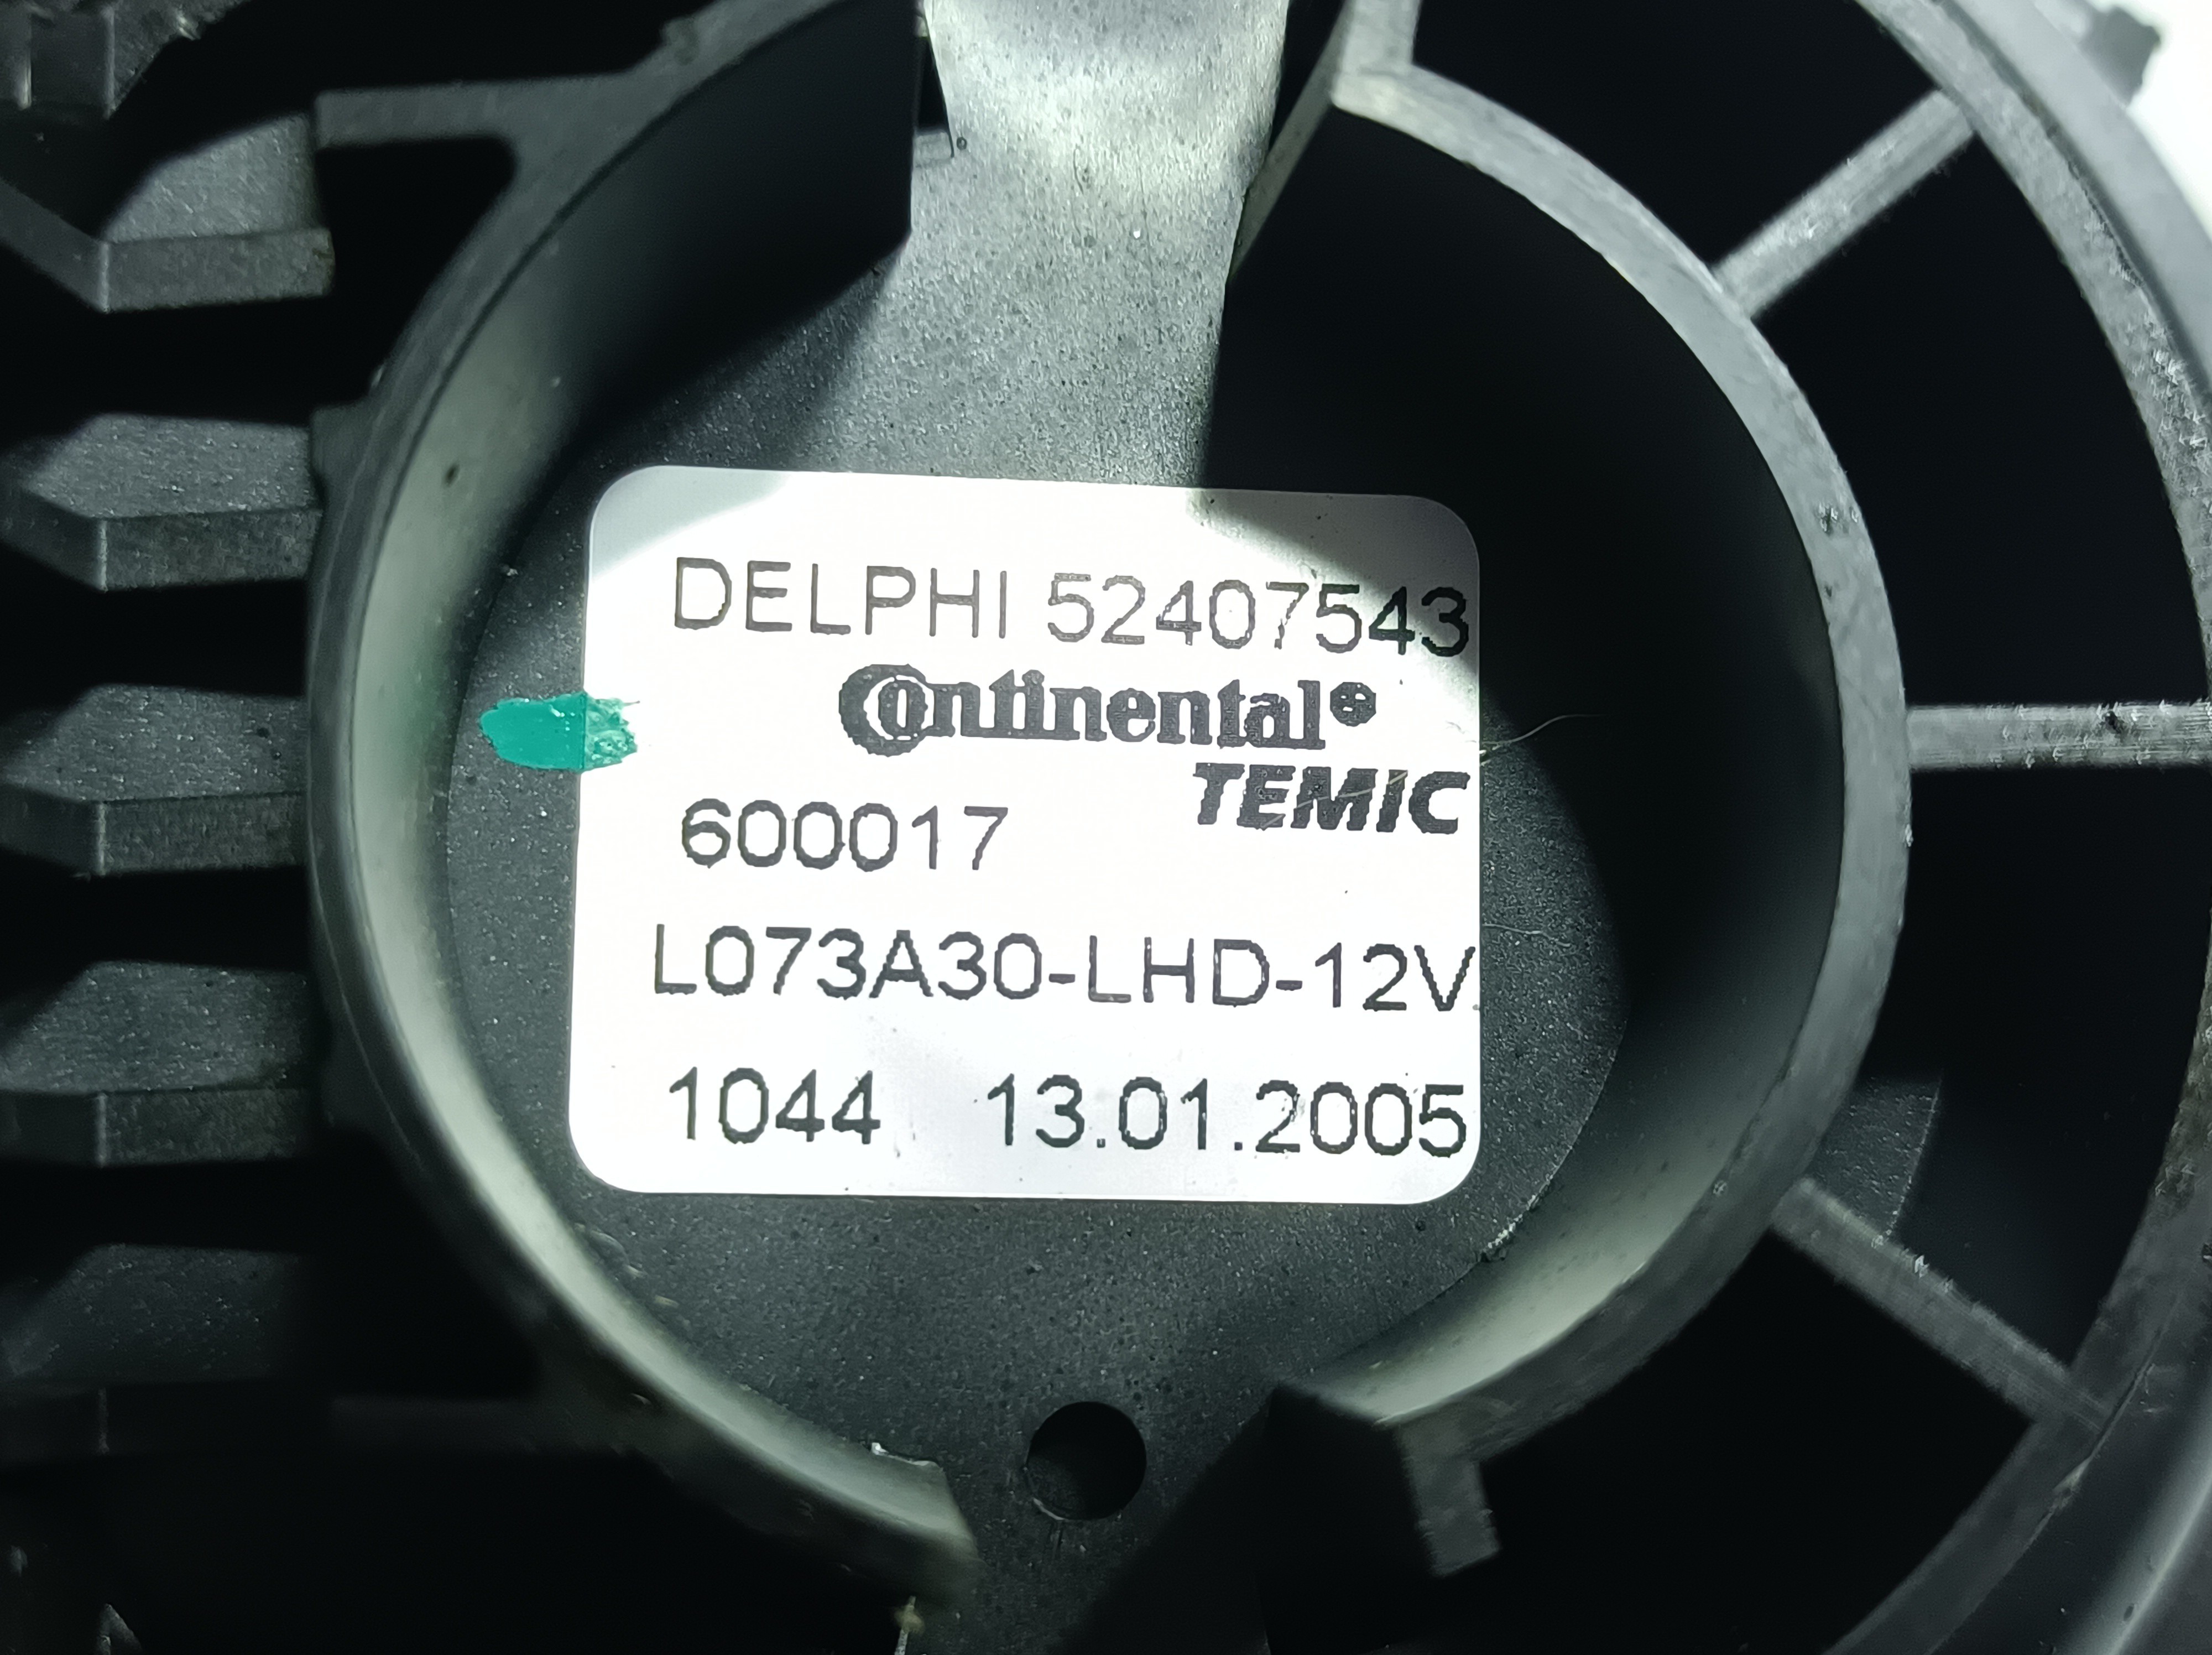 DELPHI 52407543
Continental®
TEMIC
600017
L073A30-LHD-12V
1044 13.01.2005